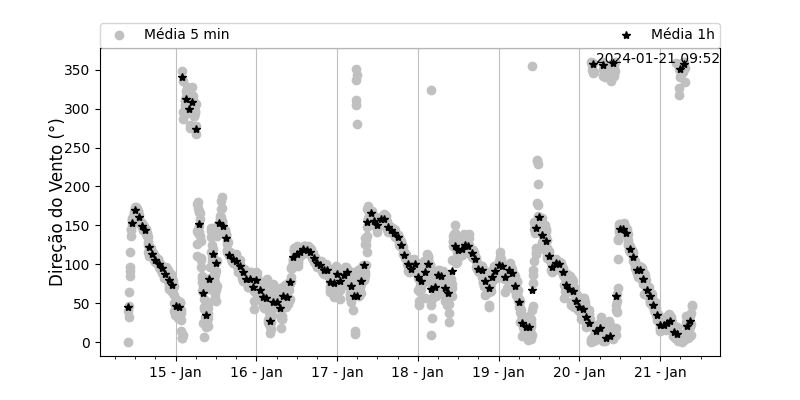 Média 5 min
Média 1h
2024-01-21 09:52
Direção do Vento (°)
350
300
250
200
150
100
50
0
15 - Jan
16 - Jan
17 - Jan
18 - Jan
19 - Jan
20 - Jan
21 - Jan